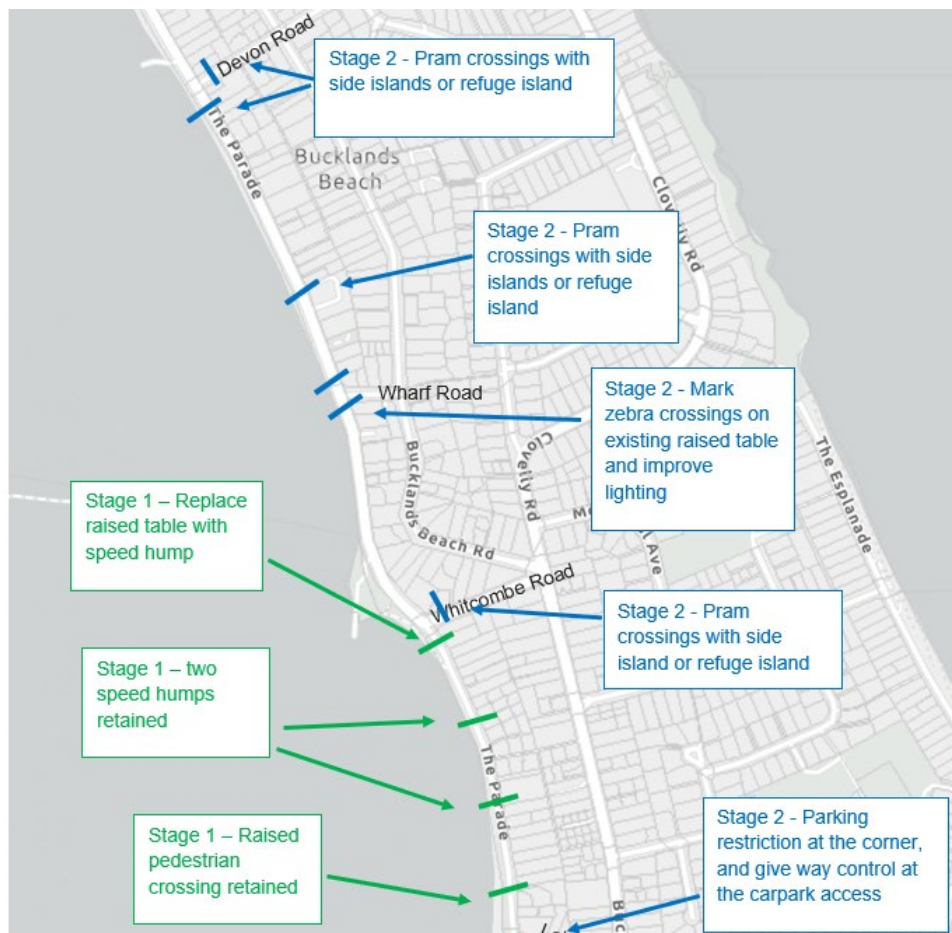 Devon Road
Stage 2 - Pram crossings with
side islands or refuge island
The Parade
Bucklands
Beach
Clovelly Rd
Stage 2 - Pram
crossings with side
islands or refuge
island
Wharf Road
Stage 2 - Mark
zebra crossings on
existing raised table
and improve
lighting
Bucklands Beach Rd
Clovelly Rd
The Esplanade
Ave
Stage 1 – Replace
raised table with
speed hump
Whitcombe Road
Stage 2 - Pram
crossings with side
island or refuge island
Stage 1 – two
speed humps
retained
The Parade
Stage 1 – Raised
pedestrian
crossing retained
Stage 2 - Parking
restriction at the corner,
and give way control at
the carpark access